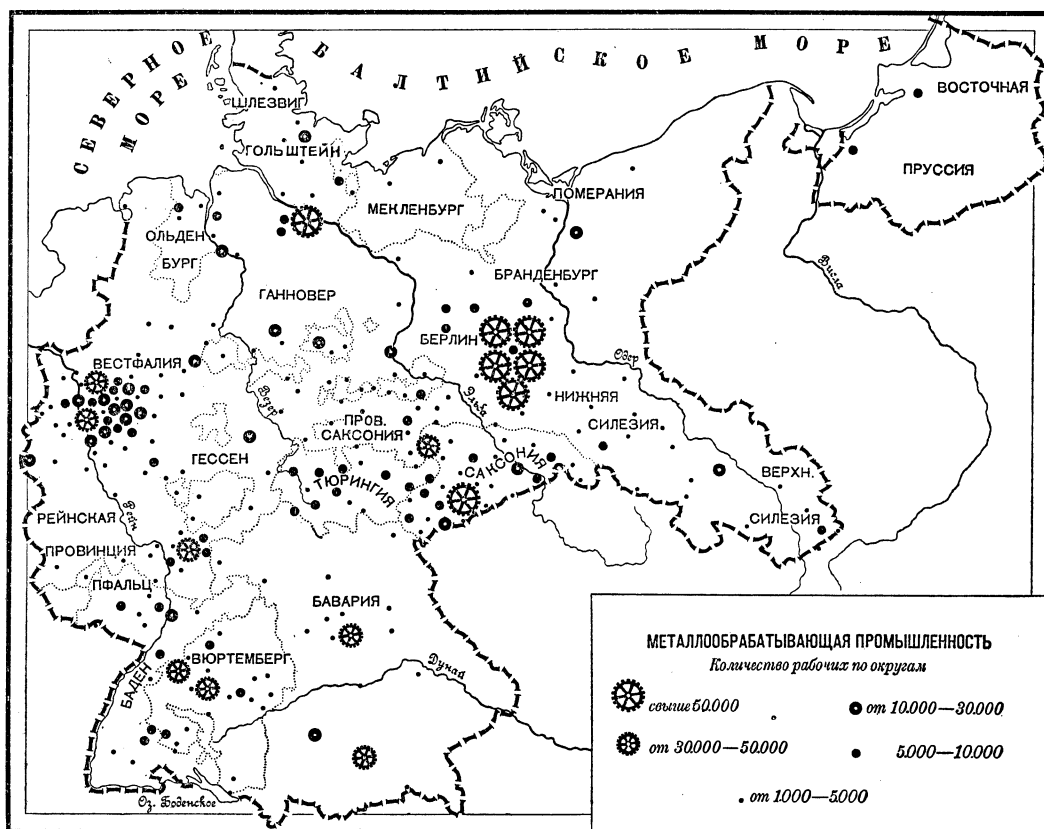 СЕВЕРНОЕ МОРЕ
БАЛТИЙСКОЕ МОРЕ
ШЛЕЗВИГ
ГОЛЬШТЕЙН
МЕКЛЕНБУРГ
ПОМЕРАНИЯ
ВОСТОЧНАЯ
ПРУССИЯ
ОЛЬДЕН
БУРГ
ГАННОВЕР
БРАНДЕНБУРГ
БЕРЛИН
Висла
Одер
Эльба
Везер
ВЕСТФАЛИЯ
НИЖНЯЯ
СИЛЕЗИЯ
ПРОВ.
САКСОНИЯ
ГЕССЕН
ТЮРИНГИЯ
САКСОНИЯ
ВЕРХН.
СИЛЕЗИЯ
РЕЙНСКАЯ
ПРОВИНЦИЯ
Рейн
ПФАЛЬЦ
БАВАРИЯ
ВЮРТЕМБЕРГ
БАДЕН
Дунай
Оз. Боденское
МЕТАЛЛООБРАБАТЫВАЮЩАЯ ПРОМЫШЛЕННОСТЬ
Количество рабочих по округам
свыше 50.000
от 10.000—30.000
от 30.000—50.000
5.000—10.000
от 1.000—5.000